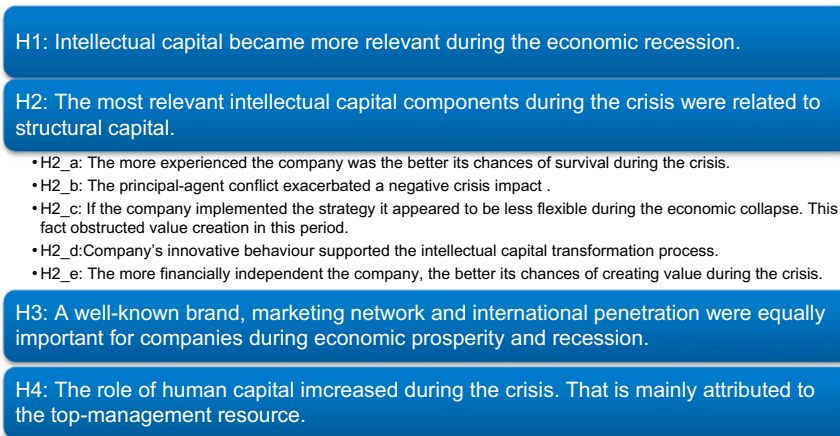 H1: Intellectual capital became more relevant during the economic recession.
H2: The most relevant intellectual capital components during the crisis were related to
structural capital.
• H2_a: The more experienced the company was the better its chances of survival during the crisis.
• H2_b: The principal-agent conflict exacerbated a negative crisis impact .
• H2_c: If the company implemented the strategy it appeared to be less flexible during the economic collapse. This
fact obstructed value creation in this period.
• H2_d:Company's innovative behaviour supported the intellectual capital transformation process.
• H2_e: The more financially independent the company, the better its chances of creating value during the crisis.
H3: A well-known brand, marketing network and international penetration were equally
important for companies during economic prosperity and recession.
H4: The role of human capital imcreased during the crisis. That is mainly attributed to
the top-management resource.